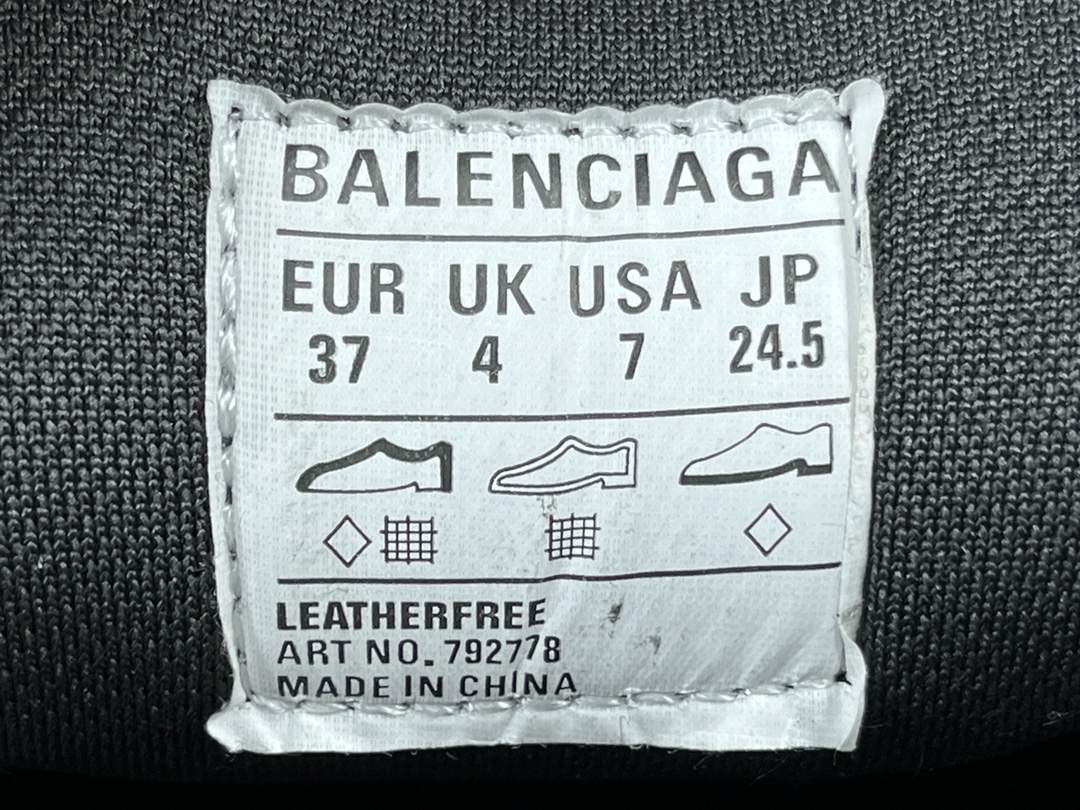 BALENCIAGA
EUR UK USA JP
37 4 7 24.5
LEATHERFREE
ART NO. 792778
MADE IN CHINA